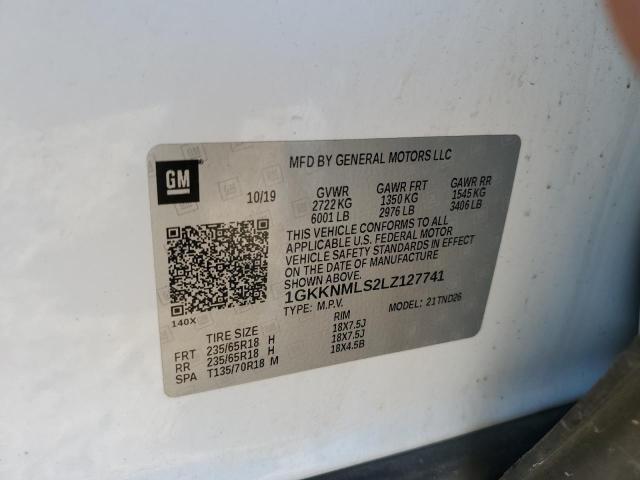 GM
MFD BY GENERAL MOTORS LLC
10/19
GVWR GAWR FRT GAWR RR
2722 KG 1350 KG 1545 KG
6001 LB 2976 LB 3406 LB
THIS VEHICLE CONFORMS TO ALL
APPLICABLE U.S. FEDERAL MOTOR
VEHICLE SAFETY STANDARDS IN EFFECT
ON THE DATE OF MANUFACTURE
SHOWN ABOVE.
1GKKNMLS2LZ127741
TYPE: M.P.V. MODEL: 21TND26
140X
TIRE SIZE RIM
FRT 235/65R18 H 18X7.5J
RR 235/65R18 H 18X7.5J
SPA T135/70R18 M 18X4.5B